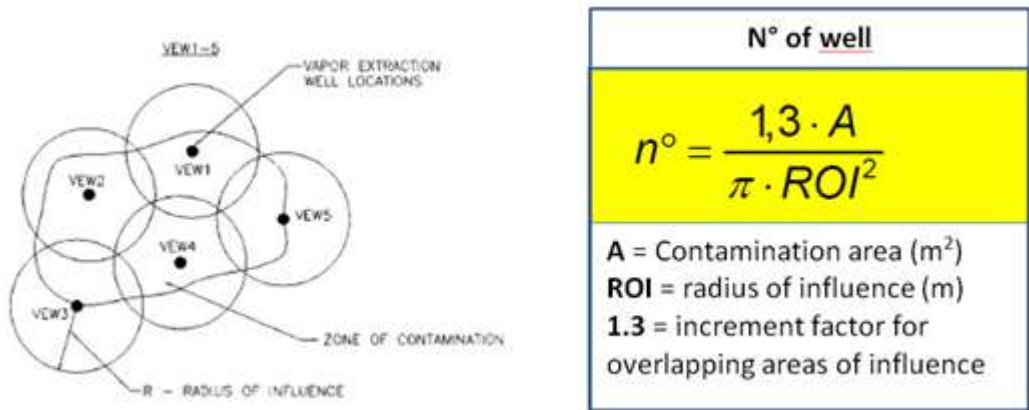 VEW1-5
VAPOR EXTRACTION
WELL LOCATIONS
VEW1
VEW2
VEW5
VEW4
VEW3
ZONE OF CONTAMINATION
R - RADIUS OF INFLUENCE
N° of well
n° = 1,3 · A / π · ROI²
A = Contamination area (m²)
ROI = radius of influence (m)
1.3 = increment factor for
overlapping areas of influence